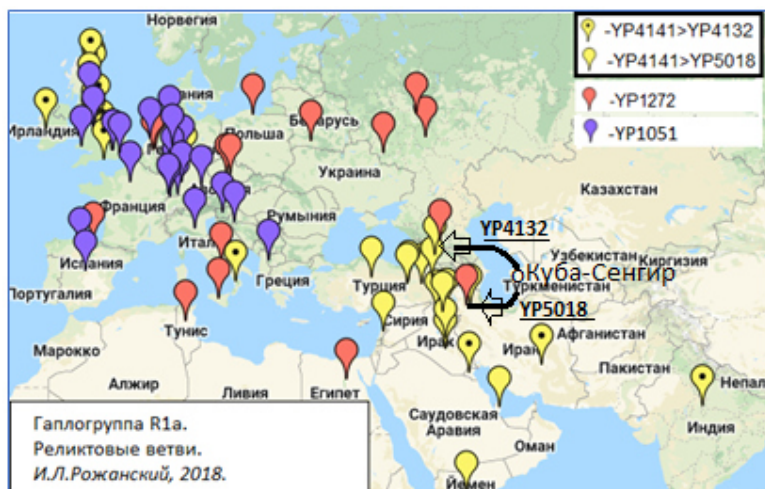 Норвегия
-YP4141>YP4132
-YP4141>YP5018
-YP1272
-YP1051
Ирландия
Польша
Беларусь
Украина
Казахстан
Франция
Румыния
YP4132
Узбекистан
Киргизия
Куба-Сенгир
Испания
Греция
Турция
Туркменистан
Португалия
YP5018
Тунис
Сирия
Ирак
Иран
Афганистан
Марокко
Пакистан
Непал
Алжир
Ливия
Египет
Саудовская
Аравия
Оман
Индия
Йемен
Гаплогруппа R1a.
Реликтовые ветви.
И.Л.Рожанский, 2018.